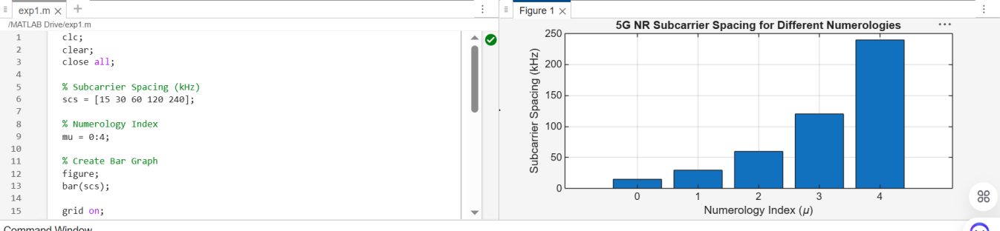 exp1.m
/MATLAB Drive/exp1.m
1 clc;
2 clear;
3 close all;
4
5 % Subcarrier Spacing (kHz)
6 scs = [15 30 60 120 240];
7
8 % Numerology Index
9 mu = 0:4;
10
11 % Create Bar Graph
12 figure;
13 bar(scs);
14
15 grid on;
Command Window
Figure 1
5G NR Subcarrier Spacing for Different Numerologies
Subcarrier Spacing (kHz)
250
200
150
100
50
0
0 1 2 3 4
Numerology Index (μ)